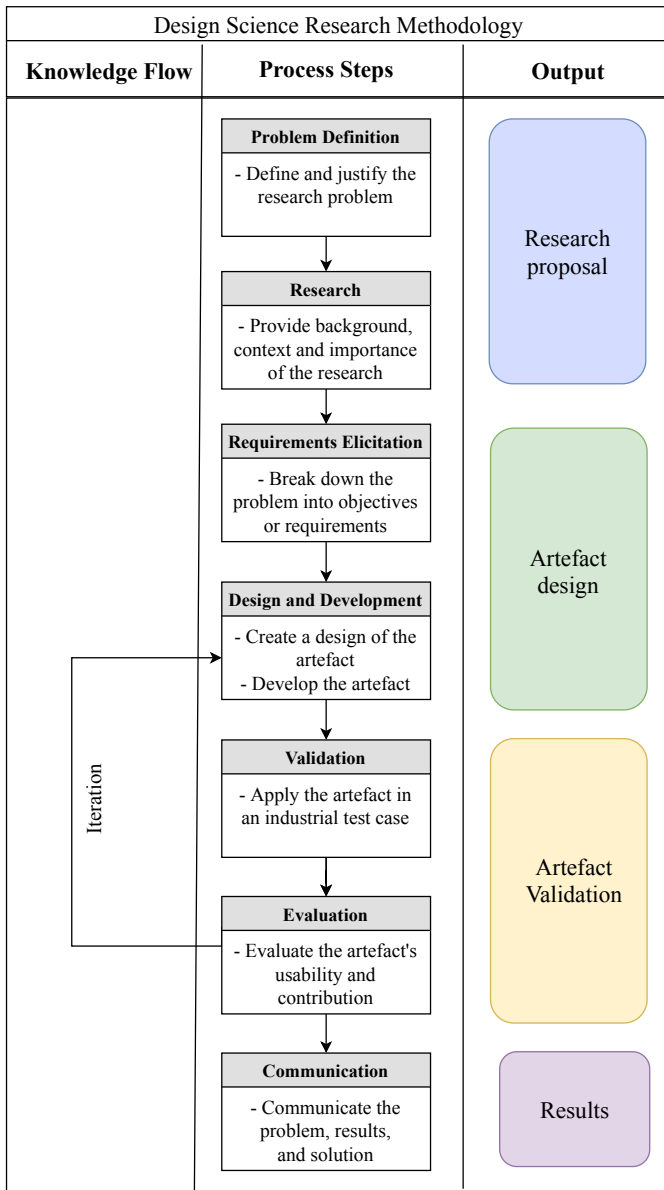 Design Science Research Methodology
Knowledge Flow
Process Steps
Output
Problem Definition
- Define and justify the
research problem
Research
proposal
Research
- Provide background,
context and importance
of the research
Requirements Elicitation
- Break down the
problem into objectives
or requirements
Artefact
design
Design and Development
- Create a design of the
artefact
- Develop the artefact
Iteration
Validation
- Apply the artefact in
an industrial test case
Artefact
Validation
Evaluation
- Evaluate the artefact's
usability and
contribution
Communication
- Communicate the
problem, results,
and solution
Results